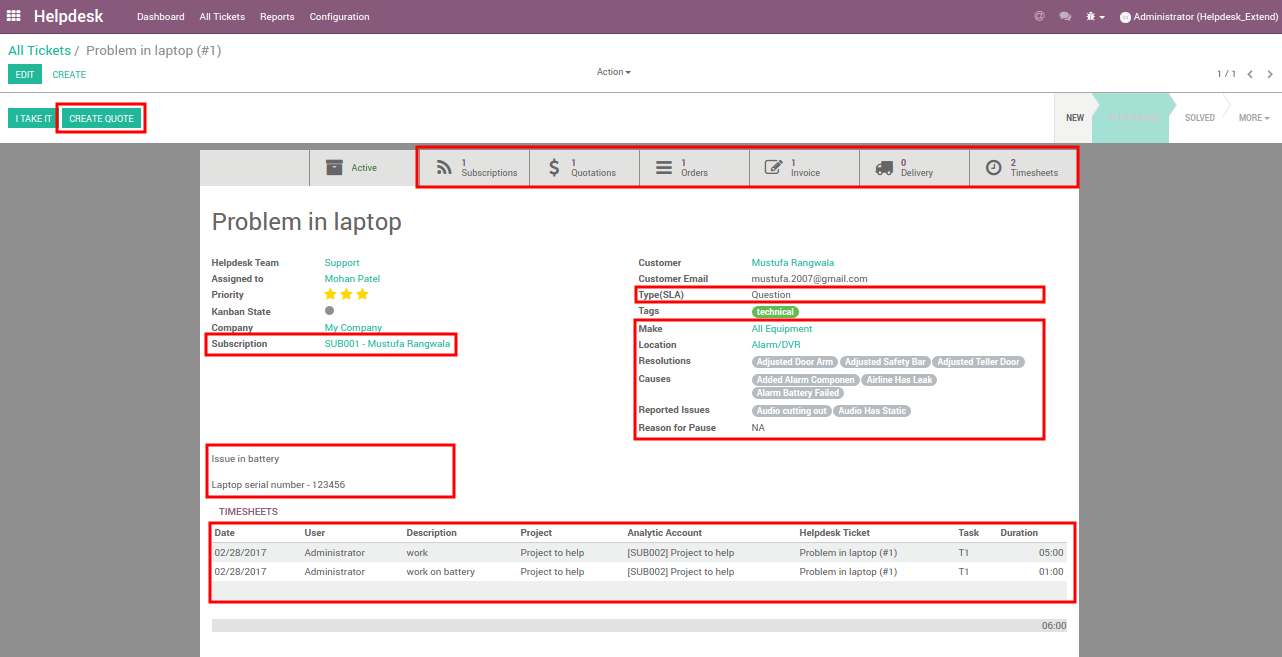 Helpdesk Dashboard All Tickets Reports Configuration @ Administrator (Helpdesk_Extend)
All Tickets / Problem in laptop (#1)
EDIT CREATE Action 1 / 1
I TAKE IT CREATE QUOTE NEW SOLVED MORE
Active
1 Subscriptions
1 Quotations
1 Orders
1 Invoice
0 Delivery
2 Timesheets
Problem in laptop
Helpdesk Team Support
Assigned to Mohan Patel
Priority
Kanban State
Company My Company
Subscription SUB001 - Mustufa Rangwala
Customer Mustufa Rangwala
Customer Email mustufa.2007@gmail.com
Type(SLA) Question
Tags technical
Make All Equipment
Location Alarm/DVR
Resolutions Adjusted Door Arm Adjusted Safety Bar Adjusted Teller Door
Causes Added Alarm Componen Airline Has Leak
Alarm Battery Failed
Reported Issues Audio cutting out Audio Has Static
Reason for Pause NA
Issue in battery
Laptop serial number - 123456
TIMESHEETS
Date User Description Project Analytic Account Helpdesk Ticket Task Duration
02/28/2017 Administrator work Project to help [SUB002] Project to help Problem in laptop (#1) T1 05:00
02/28/2017 Administrator work on battery Project to help [SUB002] Project to help Problem in laptop (#1) T1 01:00
06:00